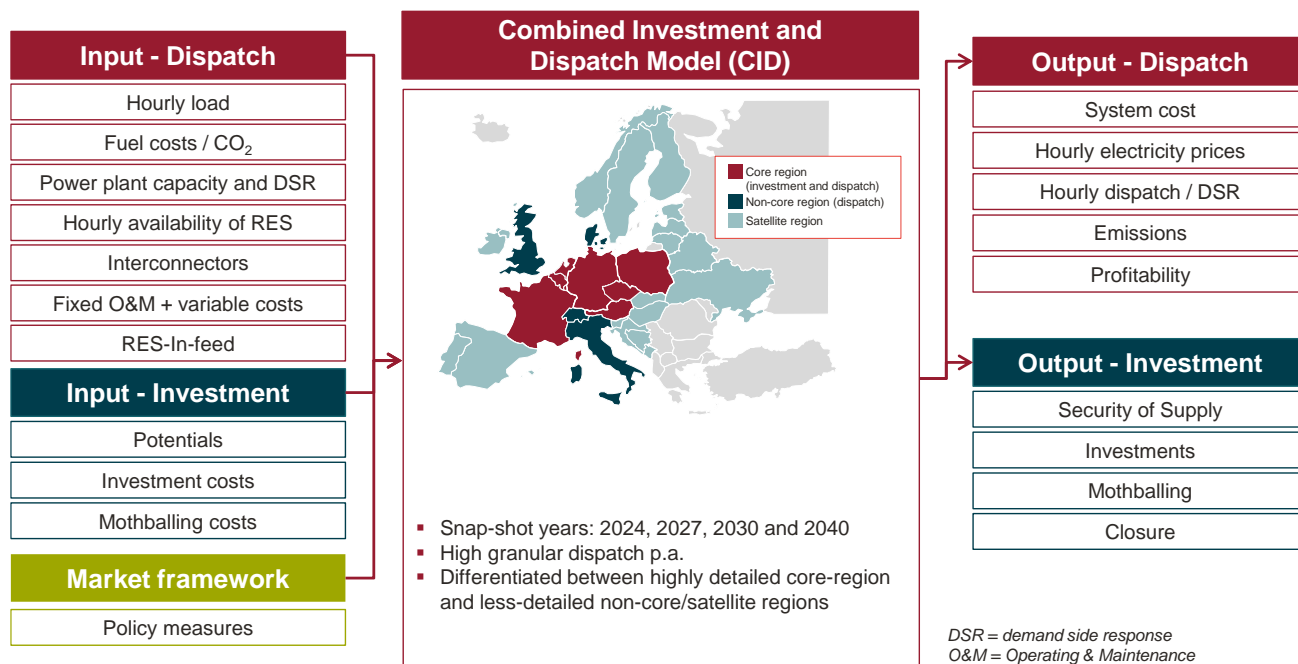 Input - Dispatch
Hourly load
Fuel costs / CO₂
Power plant capacity and DSR
Hourly availability of RES
Interconnectors
Fixed O&M + variable costs
RES-In-feed
Input - Investment
Potentials
Investment costs
Mothballing costs
Market framework
Policy measures
Combined Investment and
Dispatch Model (CID)
Core region
(investment and dispatch)
Non-core region (dispatch)
Satellite region
▪ Snap-shot years: 2024, 2027, 2030 and 2040
▪ High granular dispatch p.a.
▪ Differentiated between highly detailed core-region
and less-detailed non-core/satellite regions
Output - Dispatch
System cost
Hourly electricity prices
Hourly dispatch / DSR
Emissions
Profitability
Output - Investment
Security of Supply
Investments
Mothballing
Closure
DSR = demand side response
O&M = Operating & Maintenance